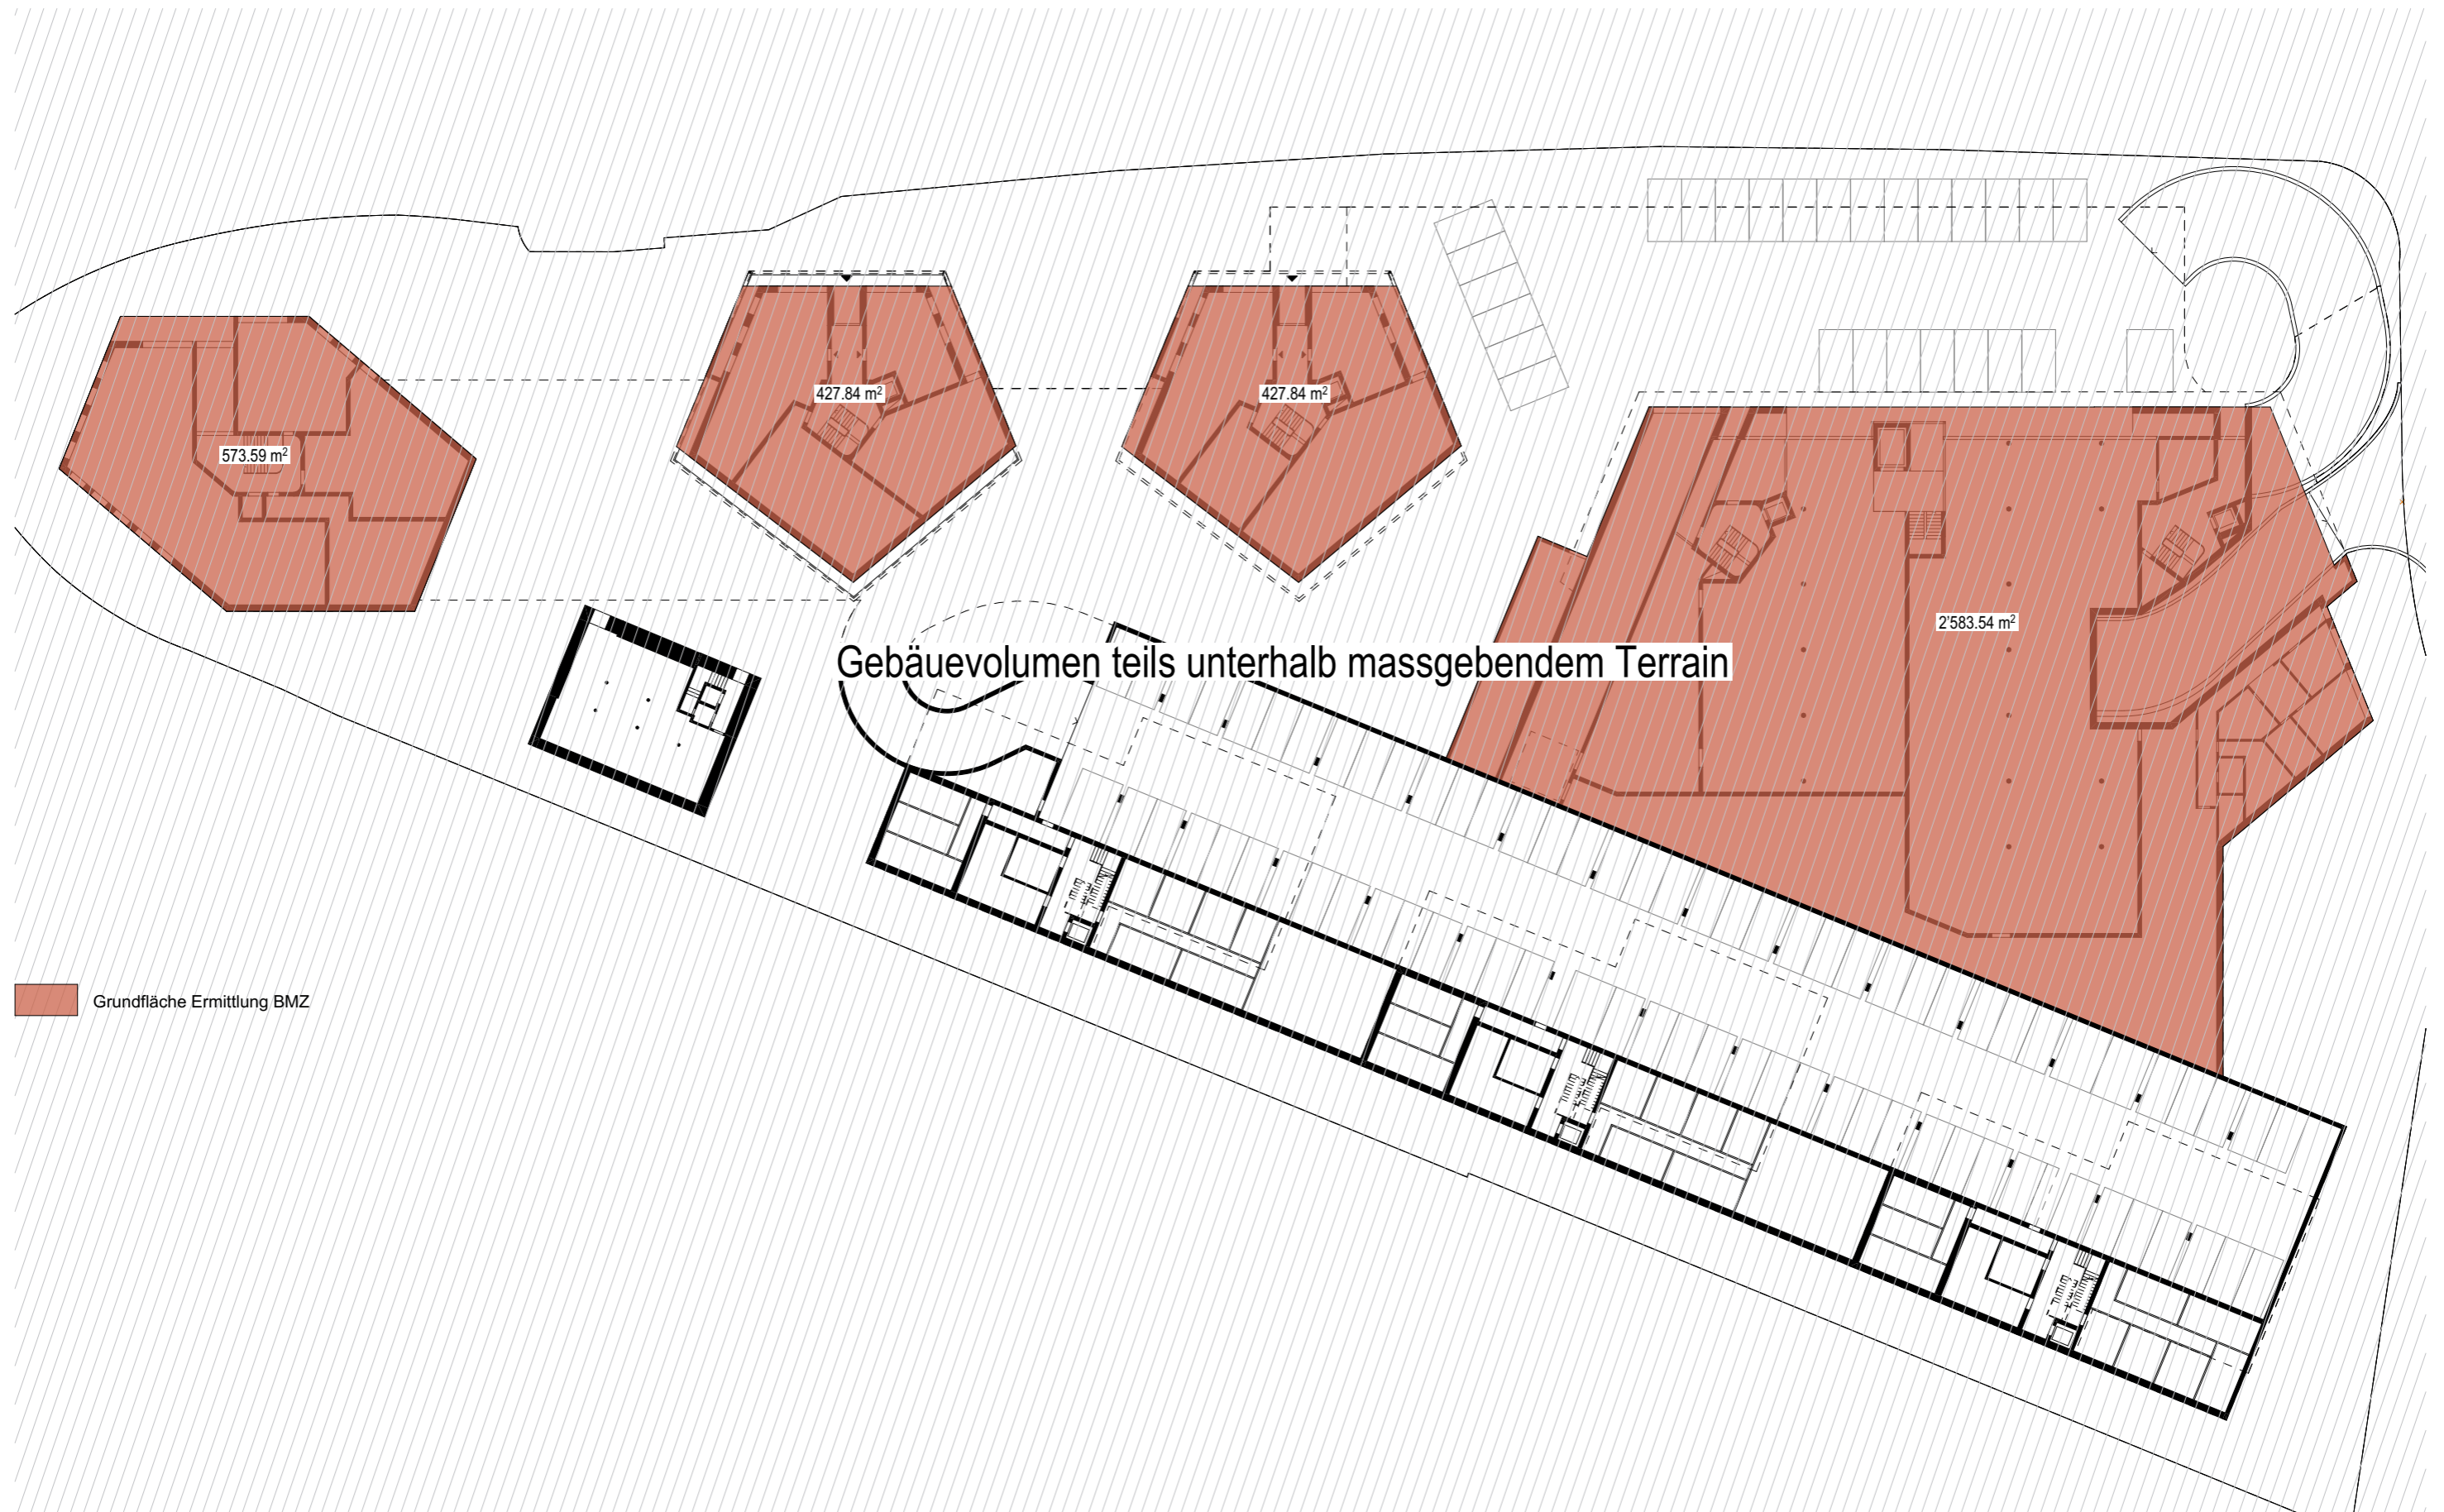 427.84 m²
427.84 m²
573.59 m²
2'583.54 m²
Gebäuevolumen teils unterhalb massgebendem Terrain
Grundfläche Ermittlung BMZ